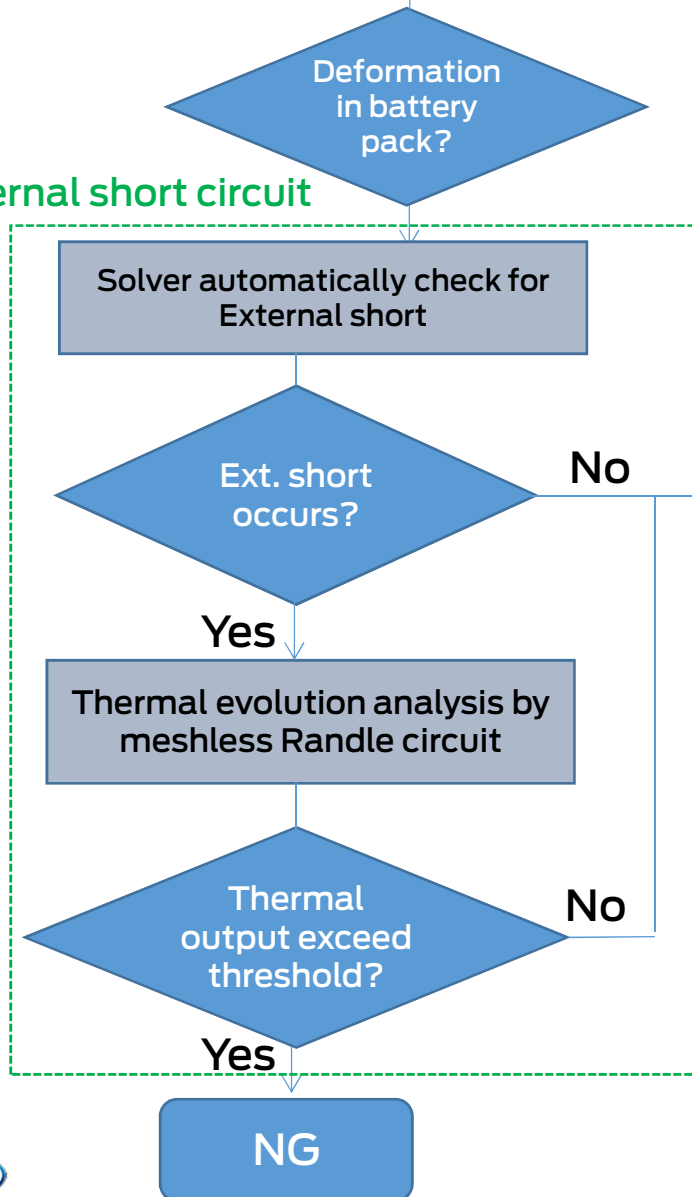 Deformation
in battery
pack?
ernal short circuit
Solver automatically check for
External short
Ext. short
occurs?
No
Yes
Thermal evolution analysis by
meshless Randle circuit
Thermal
output exceed
threshold?
No
Yes
NG